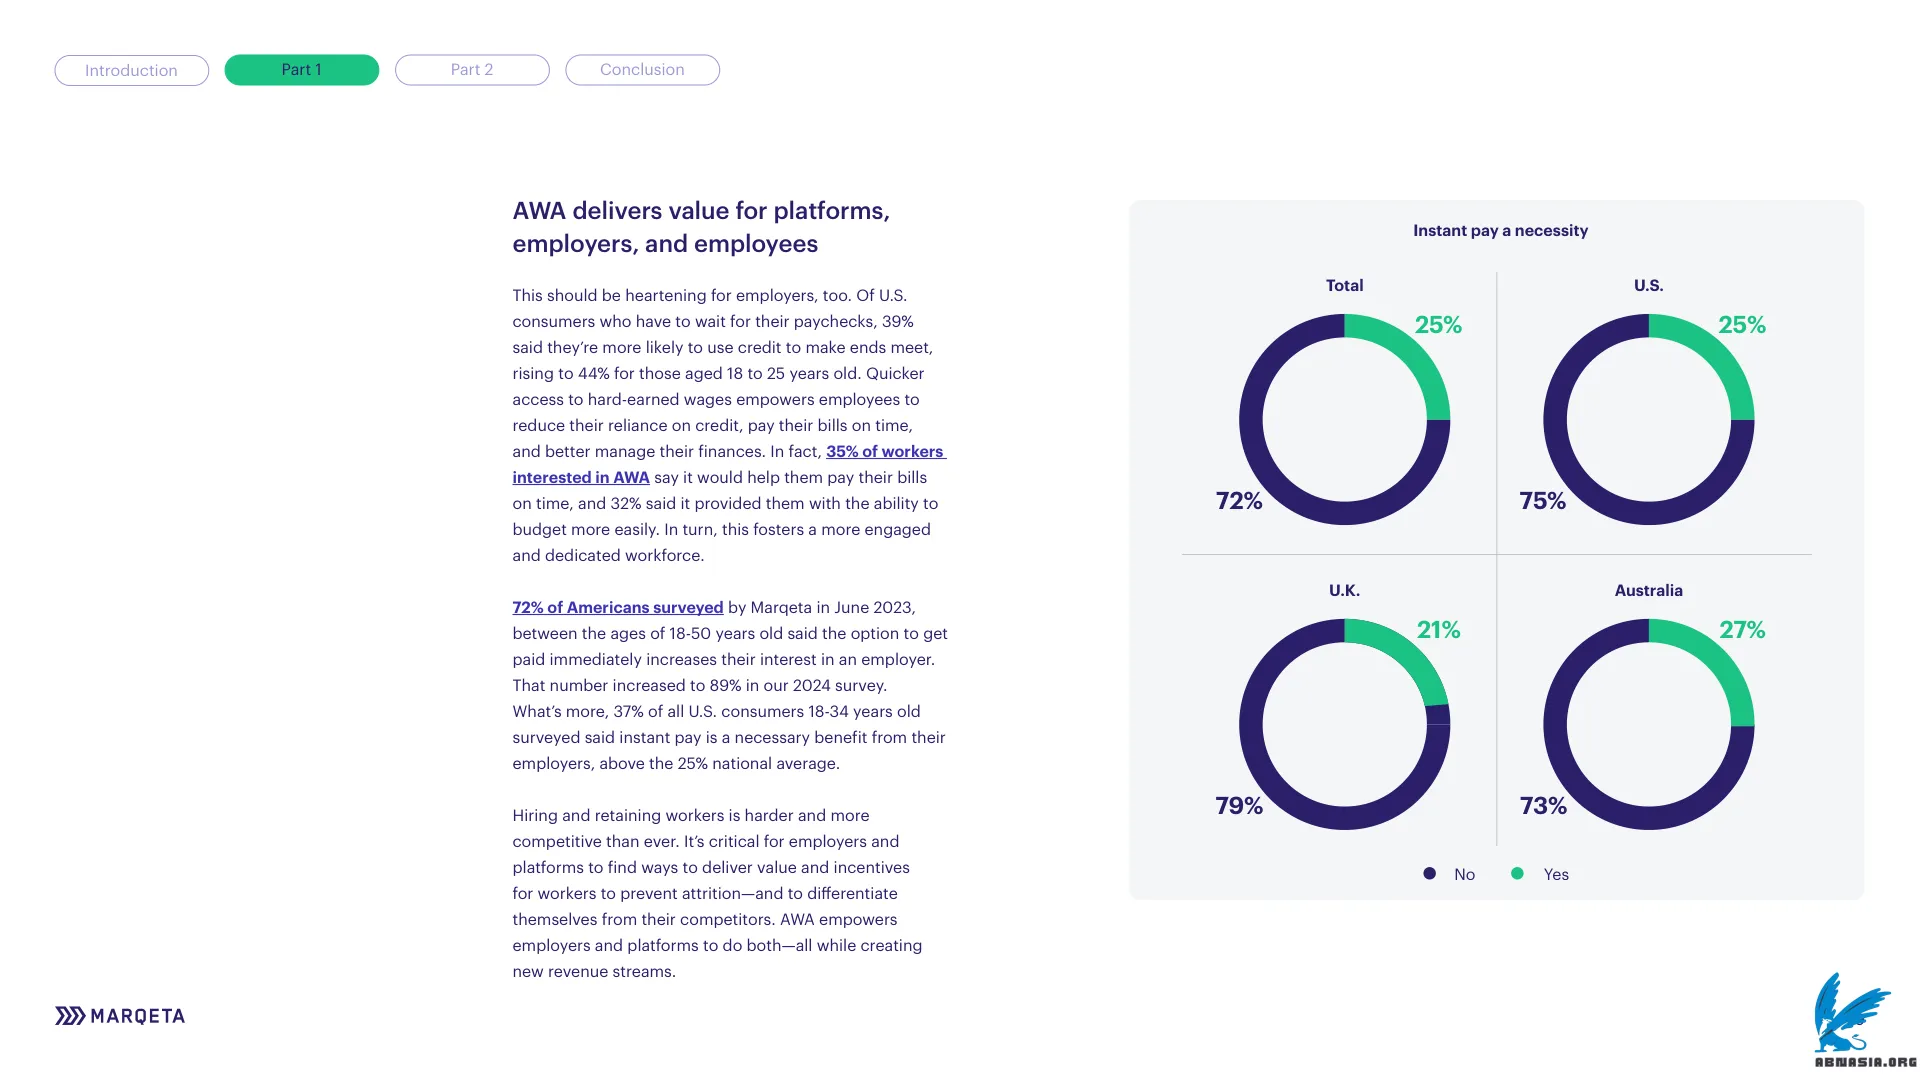 Introduction
Part 1
Part 2
Conclusion
AWA delivers value for platforms,
employers, and employees
This should be heartening for employers, too. Of U.S.
consumers who have to wait for their paychecks, 39%
said they’re more likely to use credit to make ends meet,
rising to 44% for those aged 18 to 25 years old. Quicker
access to hard-earned wages empowers employees to
reduce their reliance on credit, pay their bills on time,
and better manage their finances. In fact, 35% of workers
interested in AWA say it would help them pay their bills
on time, and 32% said it provided them with the ability to
budget more easily. In turn, this fosters a more engaged
and dedicated workforce.
72% of Americans surveyed by Marqeta in June 2023,
between the ages of 18-50 years old said the option to get
paid immediately increases their interest in an employer.
That number increased to 89% in our 2024 survey.
What’s more, 37% of all U.S. consumers 18-34 years old
surveyed said instant pay is a necessary benefit from their
employers, above the 25% national average.
Hiring and retaining workers is harder and more
competitive than ever. It’s critical for employers and
platforms to find ways to deliver value and incentives
for workers to prevent attrition—and to differentiate
themselves from their competitors. AWA empowers
employers and platforms to do both—all while creating
new revenue streams.
Instant pay a necessity
Total
25%
72%
U.S.
25%
75%
U.K.
21%
79%
Australia
27%
73%
No
Yes
MARQETA
ABNASIA.ORG